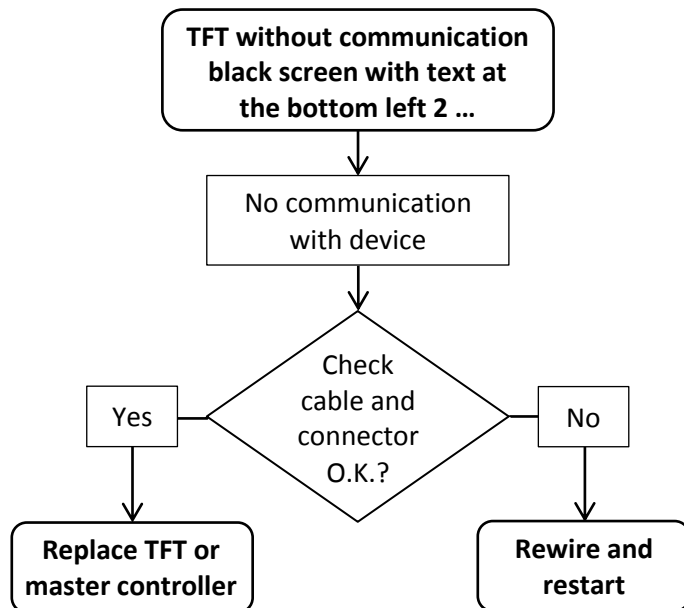 TFT without communication
black screen with text at
the bottom left 2 ...
No communication
with device
Check
cable and
connector
O.K.?
Yes
No
Replace TFT or
master controller
Rewire and
restart